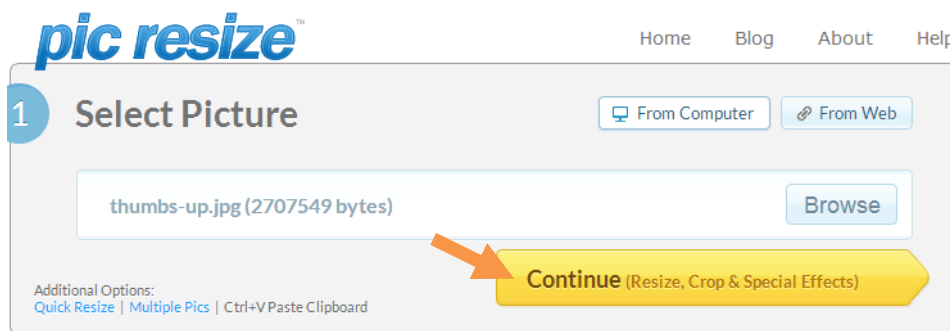 pic resize™
Home Blog About Help
1 Select Picture
From Computer From Web
thumbs-up.jpg (2707549 bytes)
Browse
Continue (Resize, Crop & Special Effects)
Additional Options:
Quick Resize | Multiple Pics | Ctrl+V Paste Clipboard